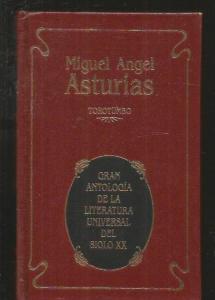 Miguel Angel
Asturias
TOROTUMBO
GRAN
ANTOLOGÍA
DE LA
LITERATURA
UNIVERSAL
DEL
SIGLO XX